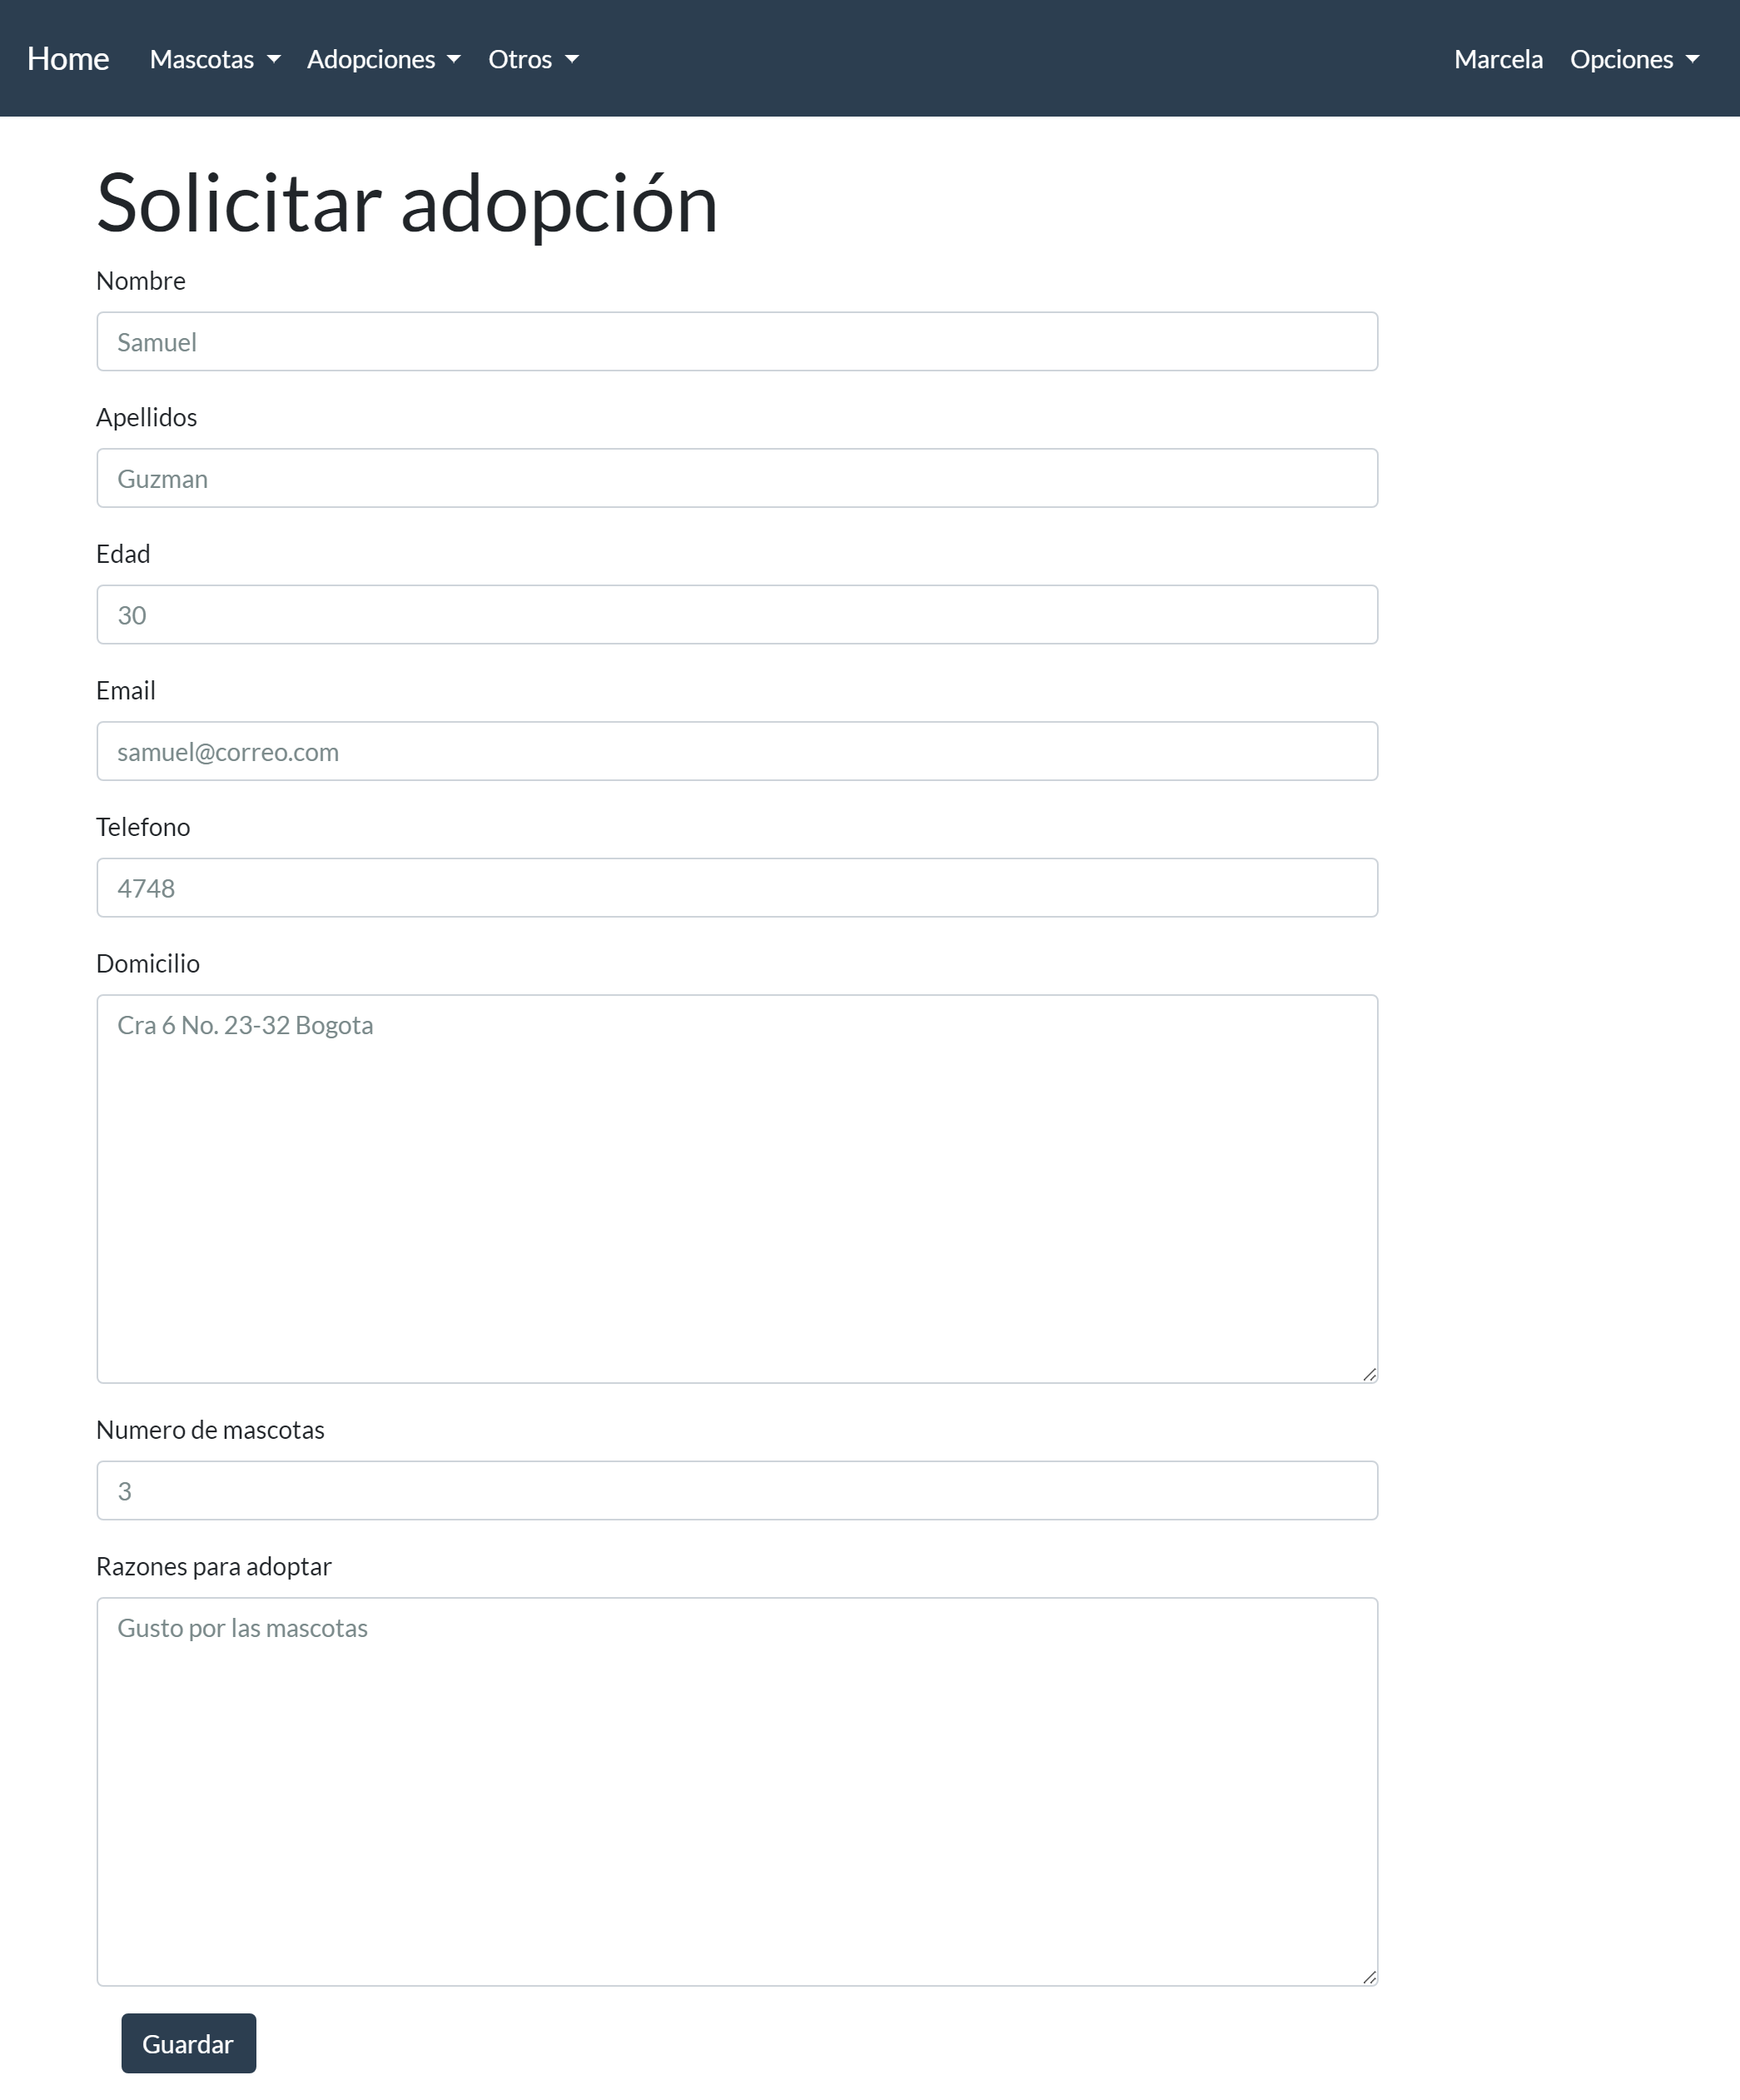 Home Mascotas Adopciones Otros Marcela Opciones
Solicitar adopción
Nombre
Samuel
Apellidos
Guzman
Edad
30
Email
samuel@correo.com
Telefono
4748
Domicilio
Cra 6 No. 23-32 Bogota
Numero de mascotas
3
Razones para adoptar
Gusto por las mascotas
Guardar